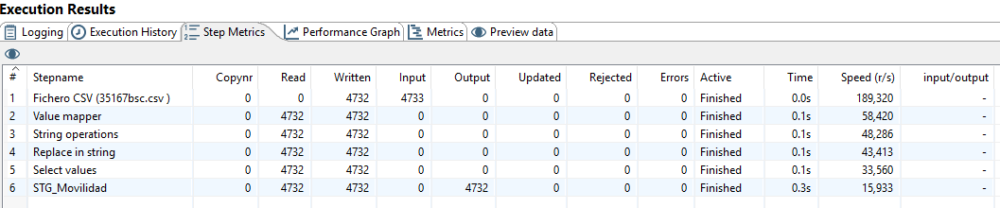 Execution Results
Logging Execution History Step Metrics Performance Graph Metrics Preview data
# Stepname Copynr Read Written Input Output Updated Rejected Errors Active Time Speed (r/s) input/output
1 Fichero CSV (35167bsc.csv ) 0 0 4732 4733 0 0 0 0 Finished 0.0s 189,320 -
2 Value mapper 0 4732 4732 0 0 0 0 0 Finished 0.1s 58,420 -
3 String operations 0 4732 4732 0 0 0 0 0 Finished 0.1s 48,286 -
4 Replace in string 0 4732 4732 0 0 0 0 0 Finished 0.1s 43,413 -
5 Select values 0 4732 4732 0 0 0 0 0 Finished 0.1s 33,560 -
6 STG_Movilidad 0 4732 4732 0 4732 0 0 0 Finished 0.3s 15,933 -